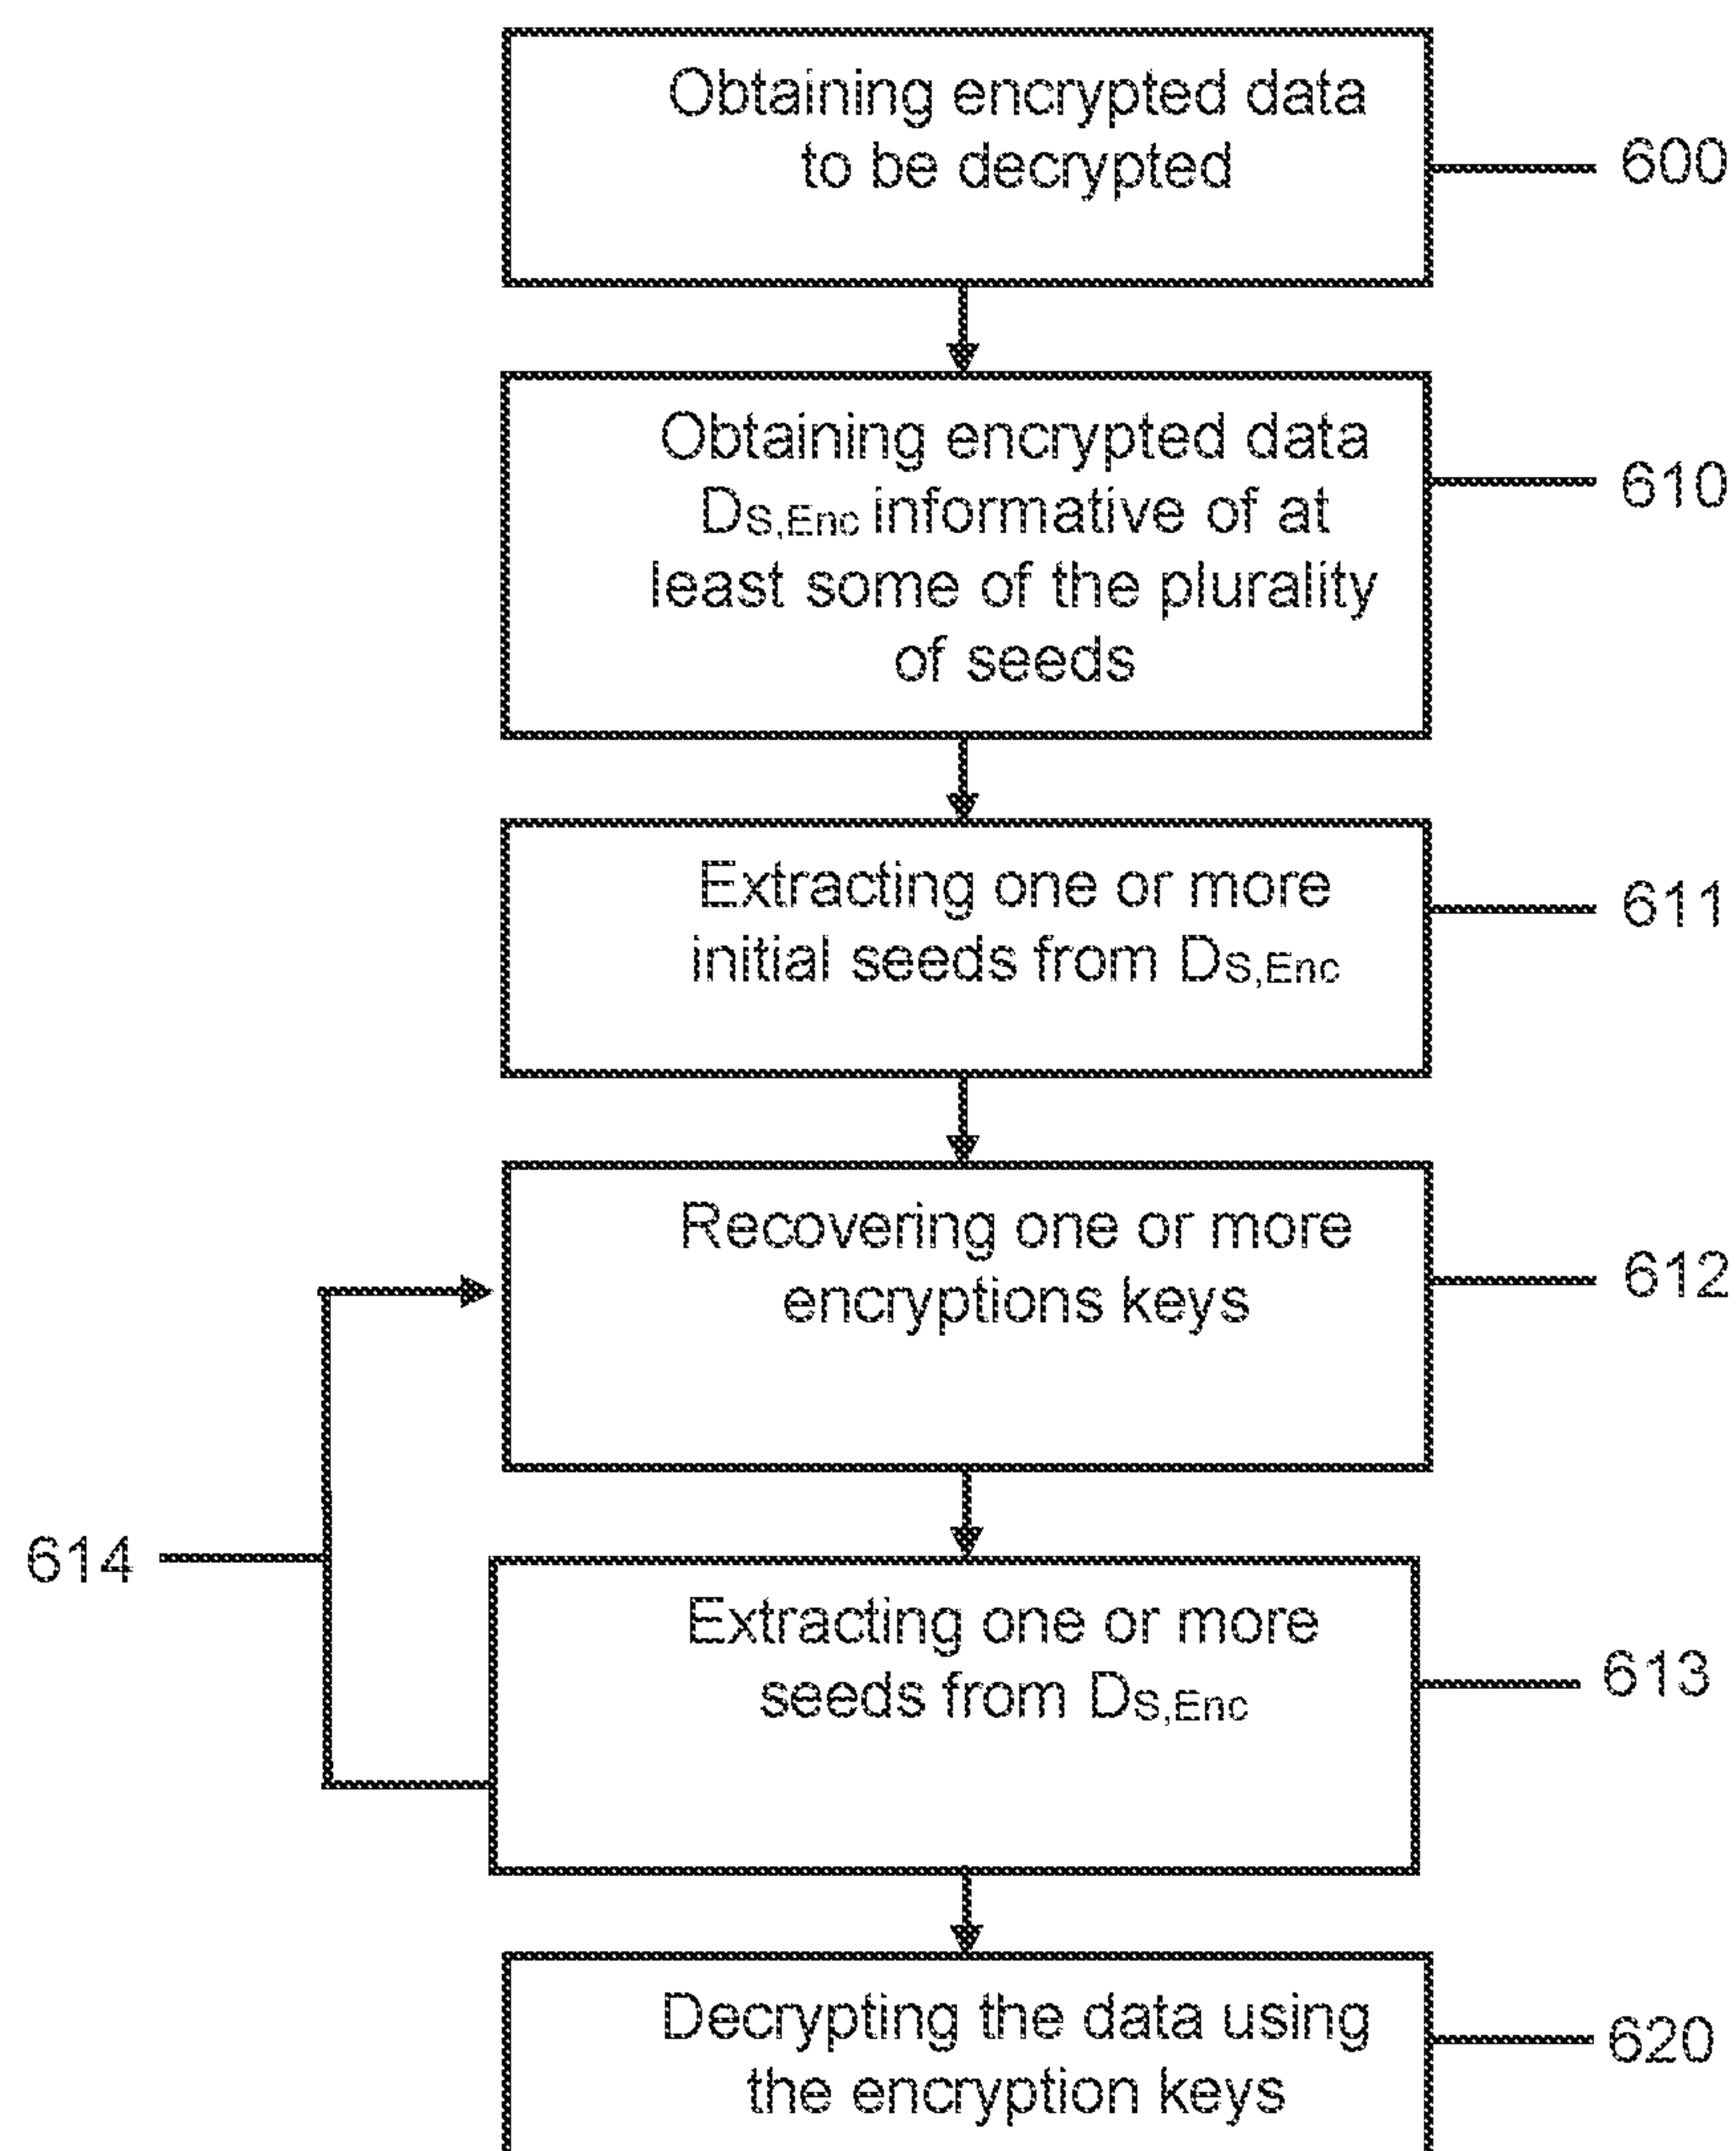 Obtaining encrypted data
to be decrypted
600
Obtaining encrypted data
DS,Enc informative of at
least some of the plurality
of seeds
610
Extracting one or more
initial seeds from DS,Enc
611
Recovering one or more
encryptions keys
612
614
Extracting one or more
seeds from DS,Enc
613
Decrypting the data using
the encryption keys
620